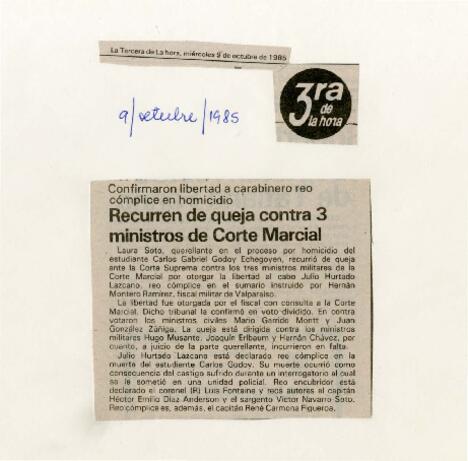 La Tercera de La hora, miércoles 9 de octubre de 1985
3ra
de
la hora
9/octubre/1985
Confirmaron libertad a carabinero reo
cómplice en homicidio
Recurren de queja contra 3
ministros de Corte Marcial
Laura Soto, querellante en el proceso por homicidio del
estudiante Carlos Gabriel Godoy Echegoyen, recurrió de queja
ante la Corte Suprema contra los tres ministros militares de la
Corte Marcial por otorgar la libertad al cabo Julio Hurtado
Lazcano, reo cómplice en el sumario instruido por Hernán
Montero Ramírez, fiscal militar de Valparaíso.
La libertad fue otorgada por el fiscal con consulta a la Corte
Marcial. Dicho tribunal la confirmó en voto dividido. En contra
votaron los ministros civiles Mario Garrido Montt y Juan
González Zúñiga. La queja está dirigida contra los ministros
militares Hugo Musante, Joaquín Erlbaum y Hernán Chávez, por
cuanto, a juicio de la parte querellante, incurrieron en falta.
Julio Hurtado Lazcano está declarado reo cómplice en la
muerte del estudiante Carlos Godoy. Su muerte ocurrió como
consecuencia del castigo sufrido durante un interrogatorio al cual
se le sometió en una unidad policial. Reo encubridor está
declarado el coronel (R) Luis Fontaine y reos autores el capitán
Héctor Emilio Díaz Anderson y el sargento Víctor Navarro Soto.
Reo cómplice es, además, el capitán René Carmona Figueroa.